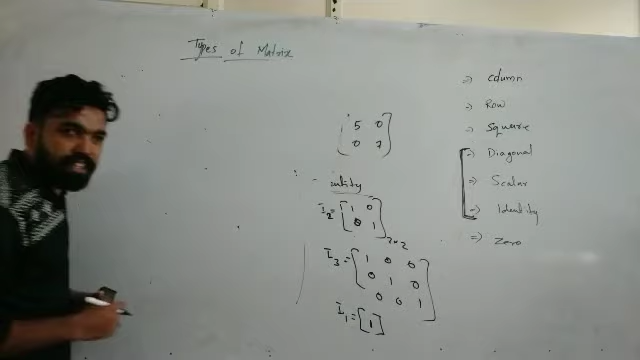 Types of Matrix
5 0
0 7
entity
I₂ = 1 0
0 1
2×2
I₃ = 1 0 0
0 1 0
0 0 1
I₁ = [1]
=) column
=) Row
=) Square
=) Diagonal
=) Scalar
=) Identity
=) Zero